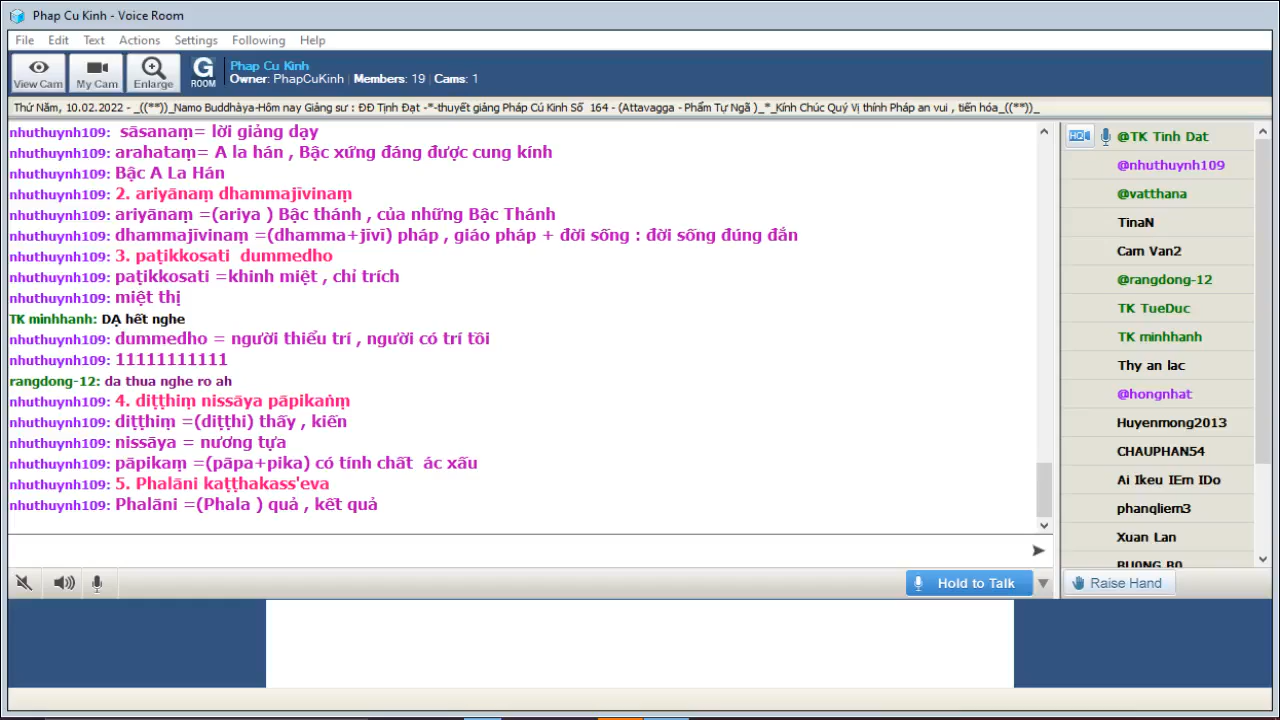 Phap Cu Kinh - Voice Room
File Edit Text Actions Settings Following Help
View Cam My Cam Enlarge G ROOM
Phap Cu Kinh
Owner: PhapCuKinh | Members: 19 | Cams: 1
Thứ Năm, 10.02.2022 - _((**))_Namo Buddhàya-Hôm nay Giảng sư : ĐĐ Tịnh Đạt -*-thuyết giảng Pháp Cú Kinh Số 164 - (Attavagga - Phẩm Tự Ngã )_*_Kính Chúc Quý Vị thính Pháp an vui , tiến hóa_((**))_
nhuthuynh109: sāsanaṃ= lời giảng dạy
nhuthuynh109: arahataṃ= A la hán , Bậc xứng đáng được cung kính
nhuthuynh109: Bậc A La Hán
nhuthuynh109: 2. ariyānaṃ dhammajīvinaṃ
nhuthuynh109: ariyānaṃ =(ariya ) Bậc thánh , của những Bậc Thánh
nhuthuynh109: dhammajīvinaṃ =(dhamma+jīvī) pháp , giáo pháp + đời sống : đời sống đúng đắn
nhuthuynh109: 3. paṭikkosati dummedho
nhuthuynh109: paṭikkosati =khinh miệt , chỉ trích
nhuthuynh109: miệt thị
TK minhhanh: DẠ hết nghe
nhuthuynh109: dummedho = người thiểu trí , người có trí tồi
nhuthuynh109: 11111111111
rangdong-12: da thua nghe ro ah
nhuthuynh109: 4. diṭṭhiṃ nissāya pāpikaṅṃ
nhuthuynh109: diṭṭhiṃ =(diṭṭhi) thấy , kiến
nhuthuynh109: nissāya = nương tựa
nhuthuynh109: pāpikaṃ =(pāpa+pika) có tính chất ác xấu
nhuthuynh109: 5. Phalāni kaṭṭhakass'eva
nhuthuynh109: Phalāni =(Phala ) quả , kết quả
HD
@TK Tinh Dat
@nhuthuynh109
@vatthana
TinaN
Cam Van2
@rangdong-12
TK TueDuc
TK minhhanh
Thy an lac
@hongnhat
Huyenmong2013
CHAUPHAN54
Ai Ikeu IEm IDo
phanqliem3
Xuan Lan
Hold to Talk
Raise Hand